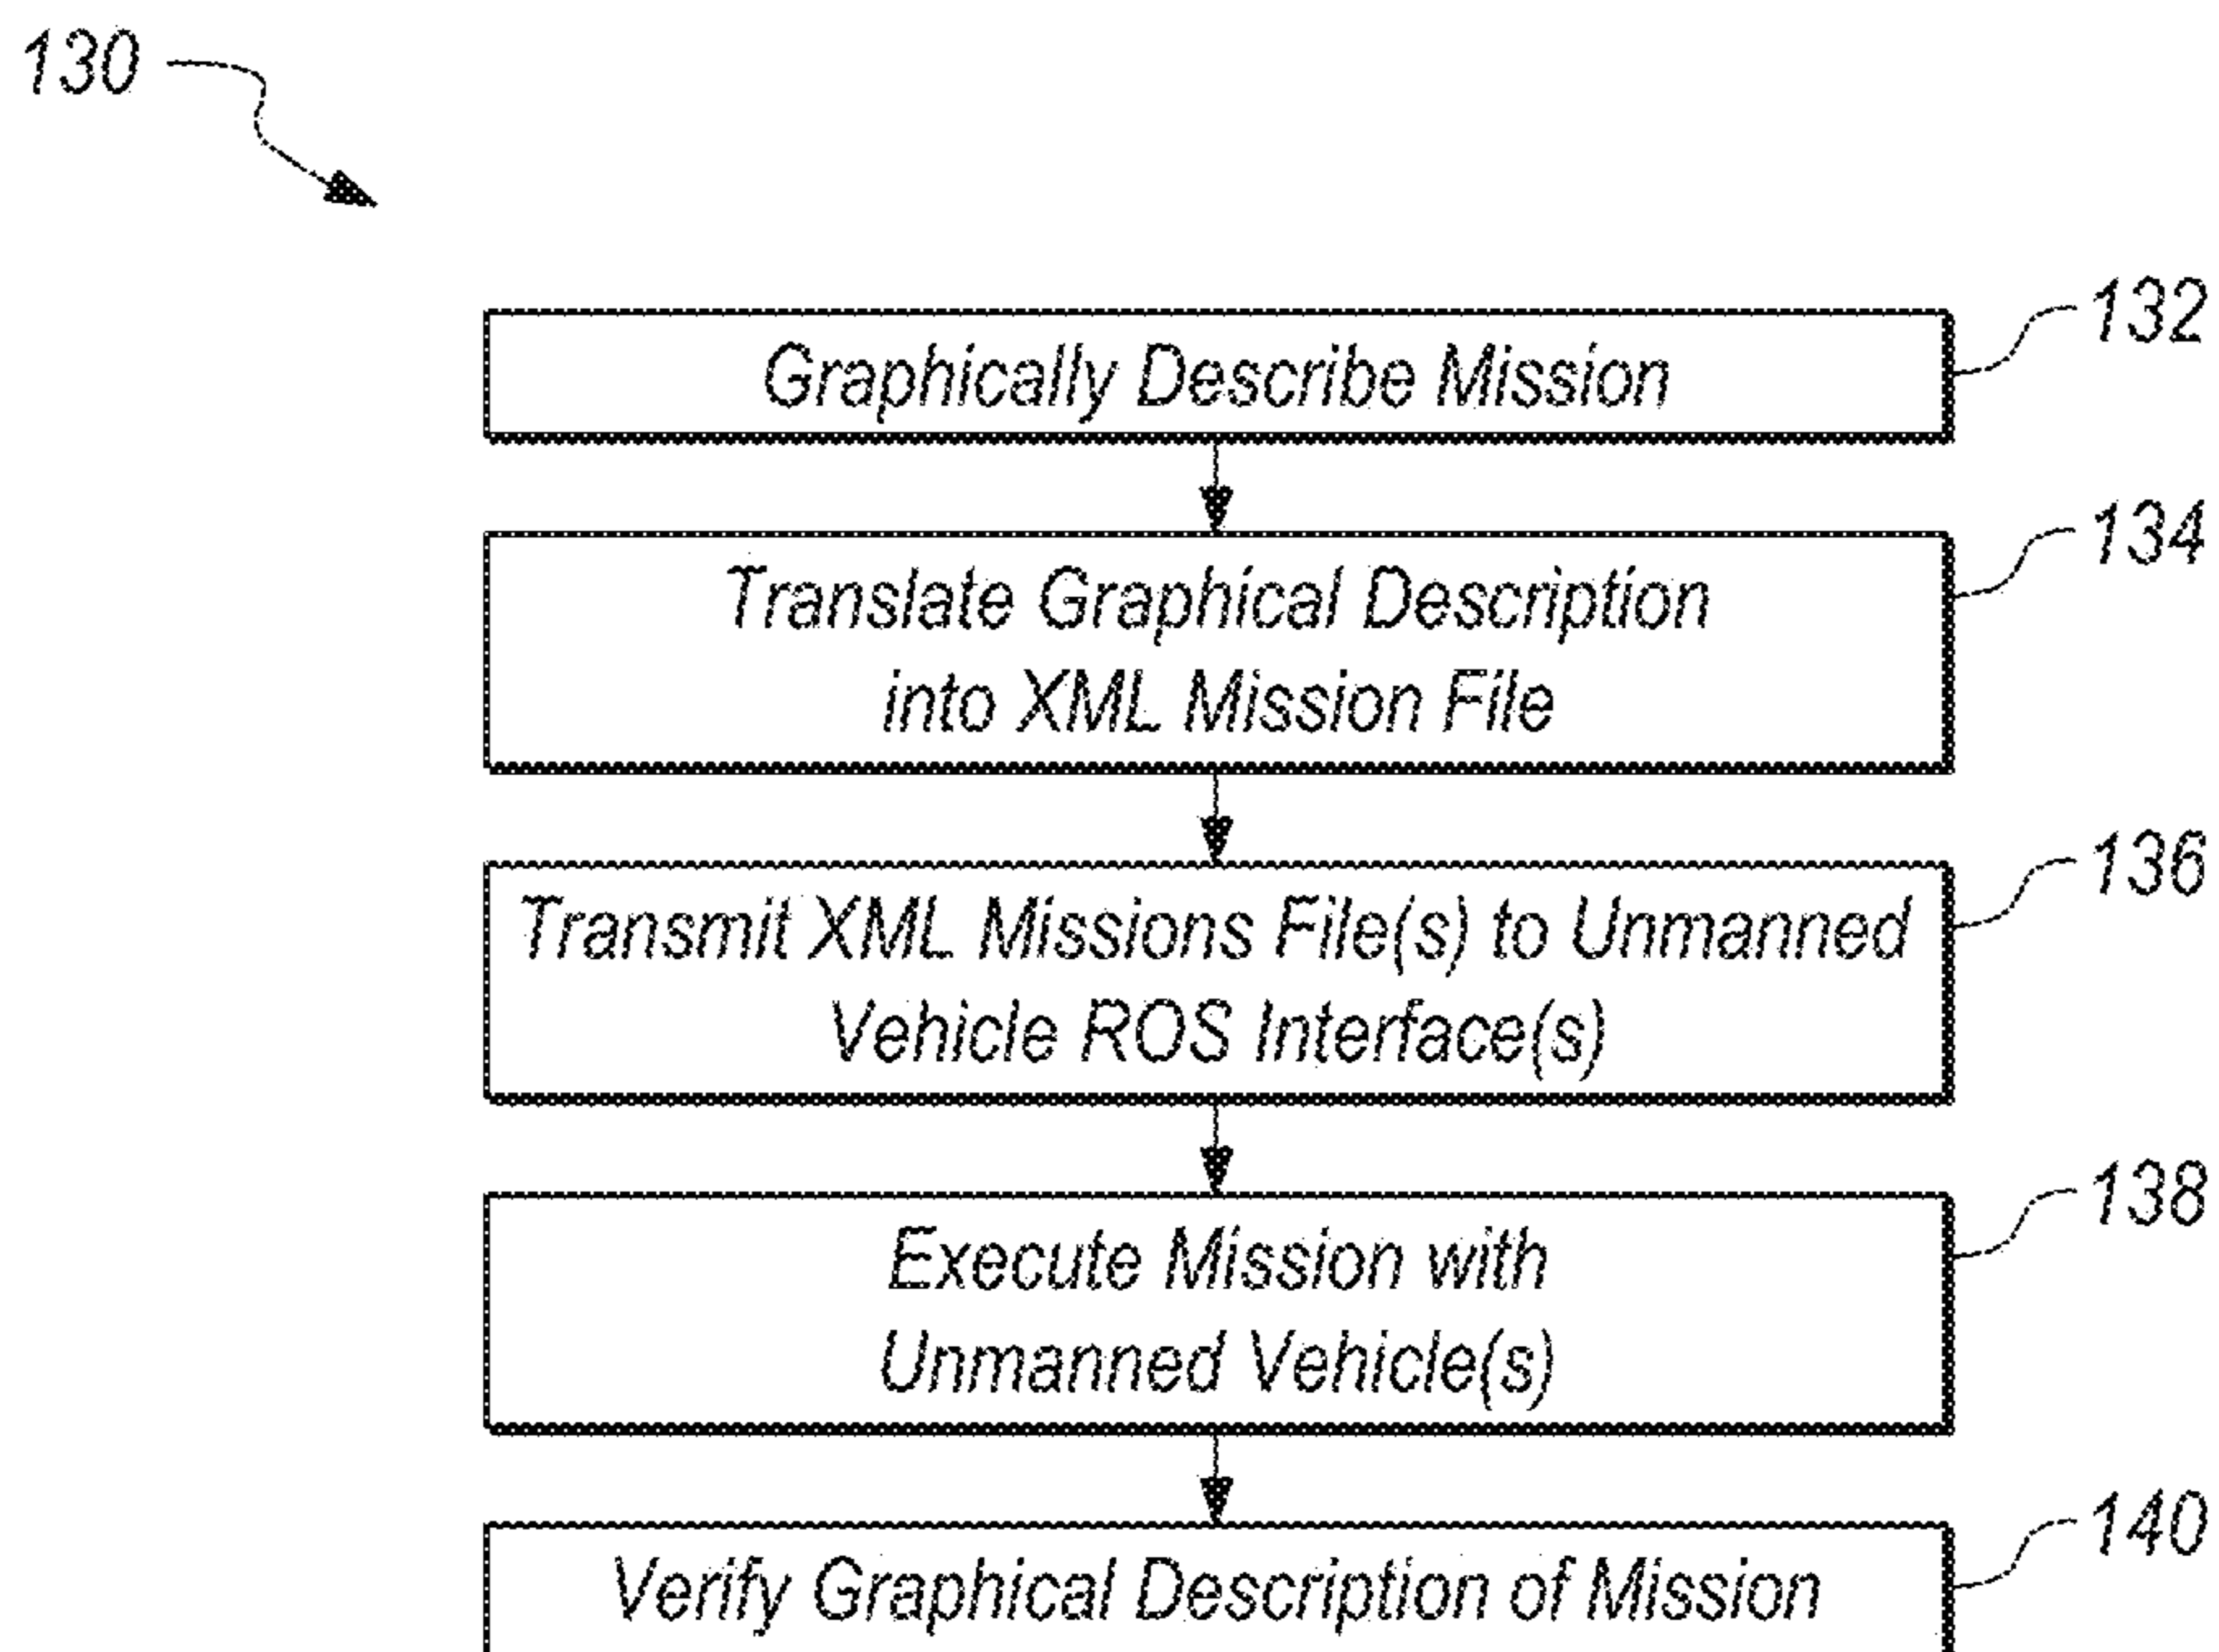 130
132
Graphically Describe Mission
134
Translate Graphical Description
into XML Mission File
136
Transmit XML Missions File(s) to Unmanned
Vehicle ROS Interface(s)
138
Execute Mission with
Unmanned Vehicle(s)
140
Verify Graphical Description of Mission